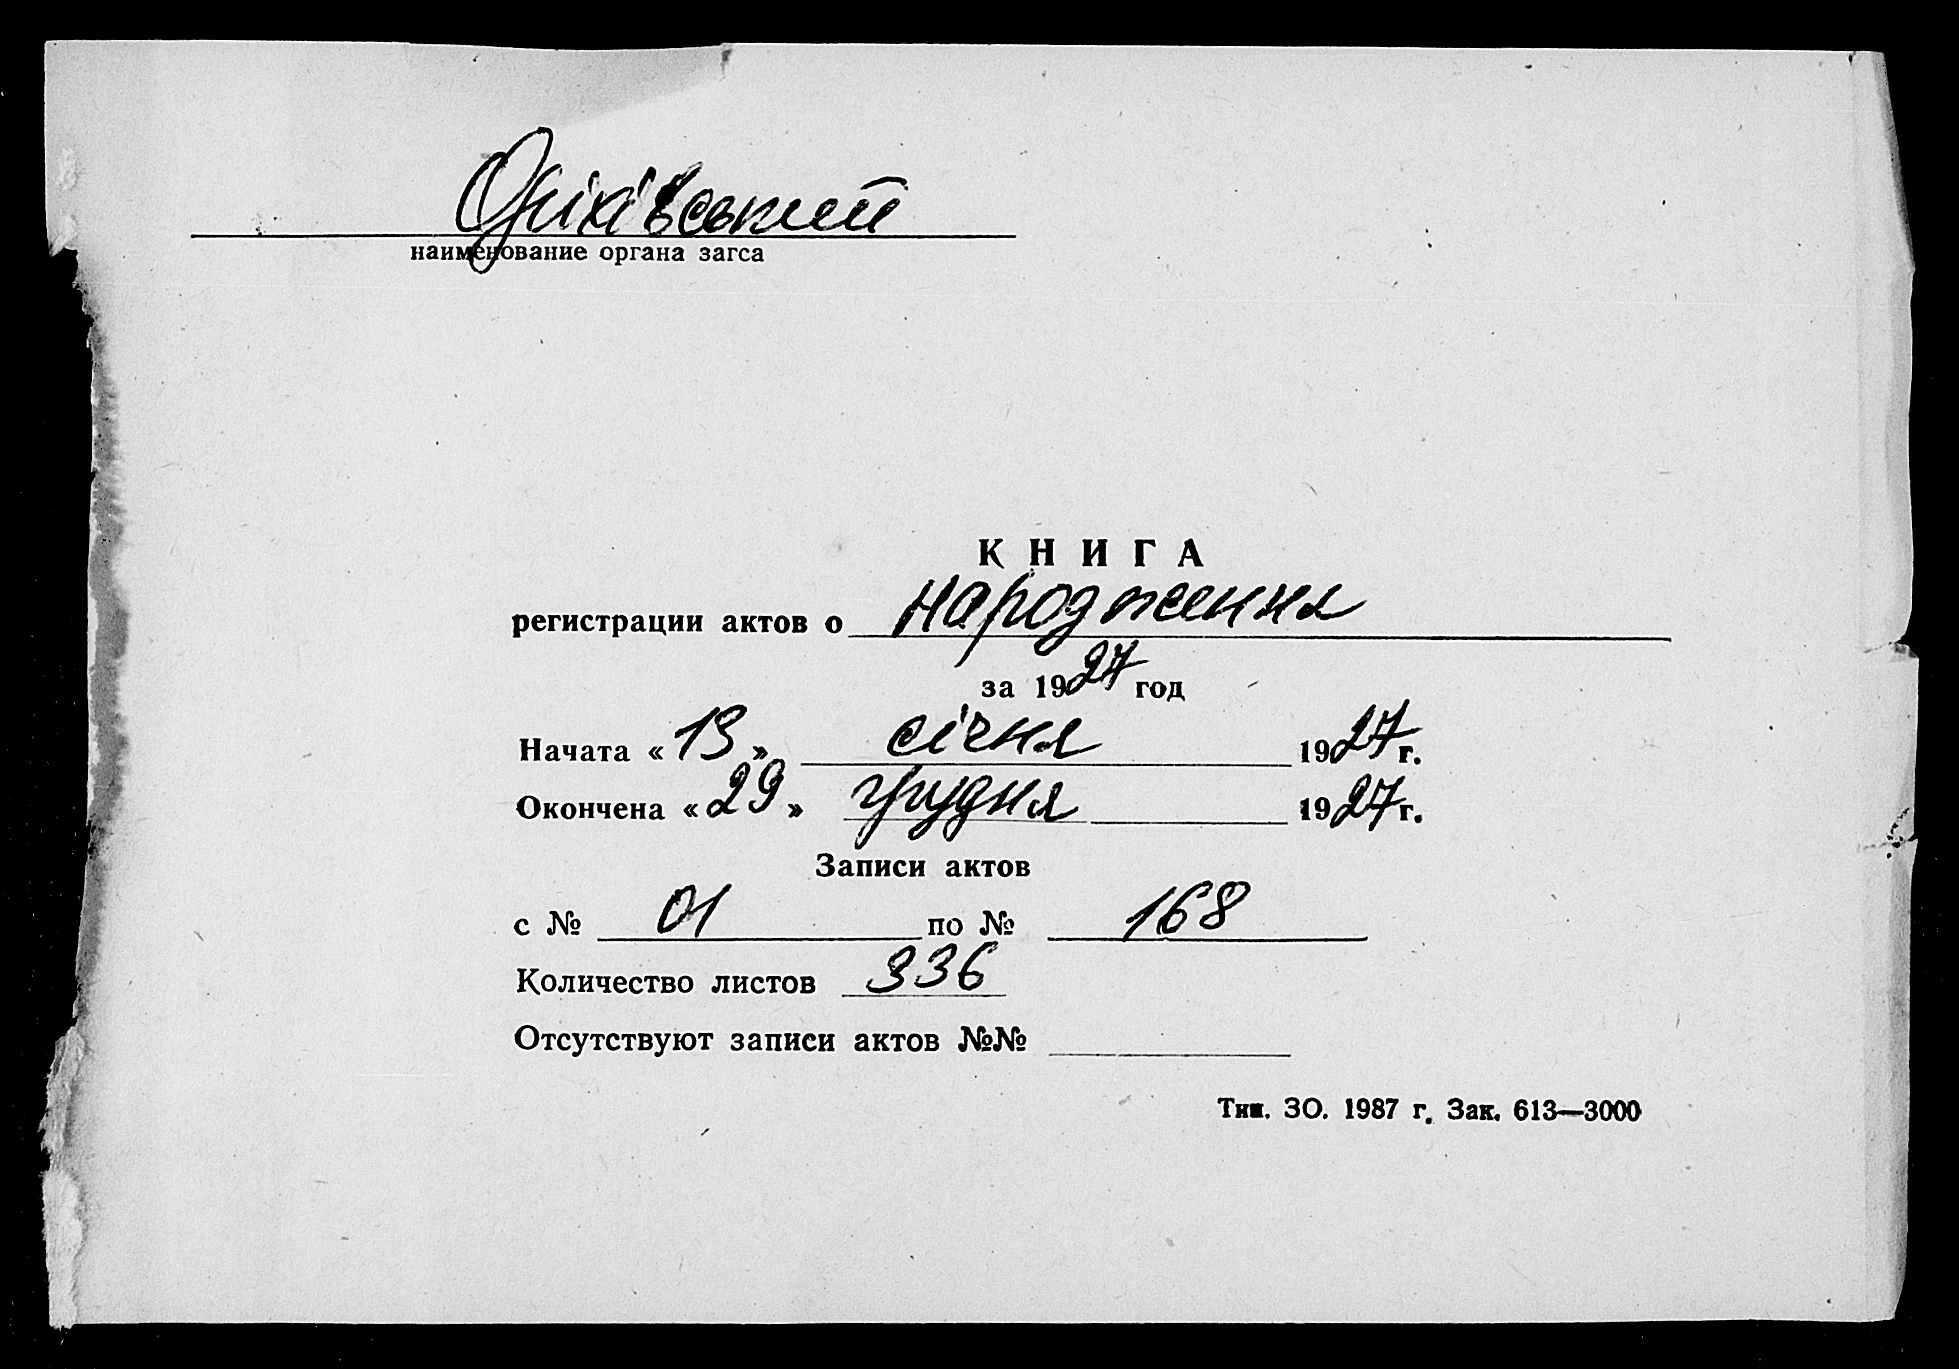 Оріхівський
наименование органа загса
КНИГА
регистрации актов о народження
за 1927 год
Начата «13» січня 1927 г.
Окончена «29» грудня 1927 г.
Записи актов
с № 01 по № 168
Количество листов 336
Отсутствуют записи актов №№
Тип. ЗО. 1987 г. Зак. 613—3000